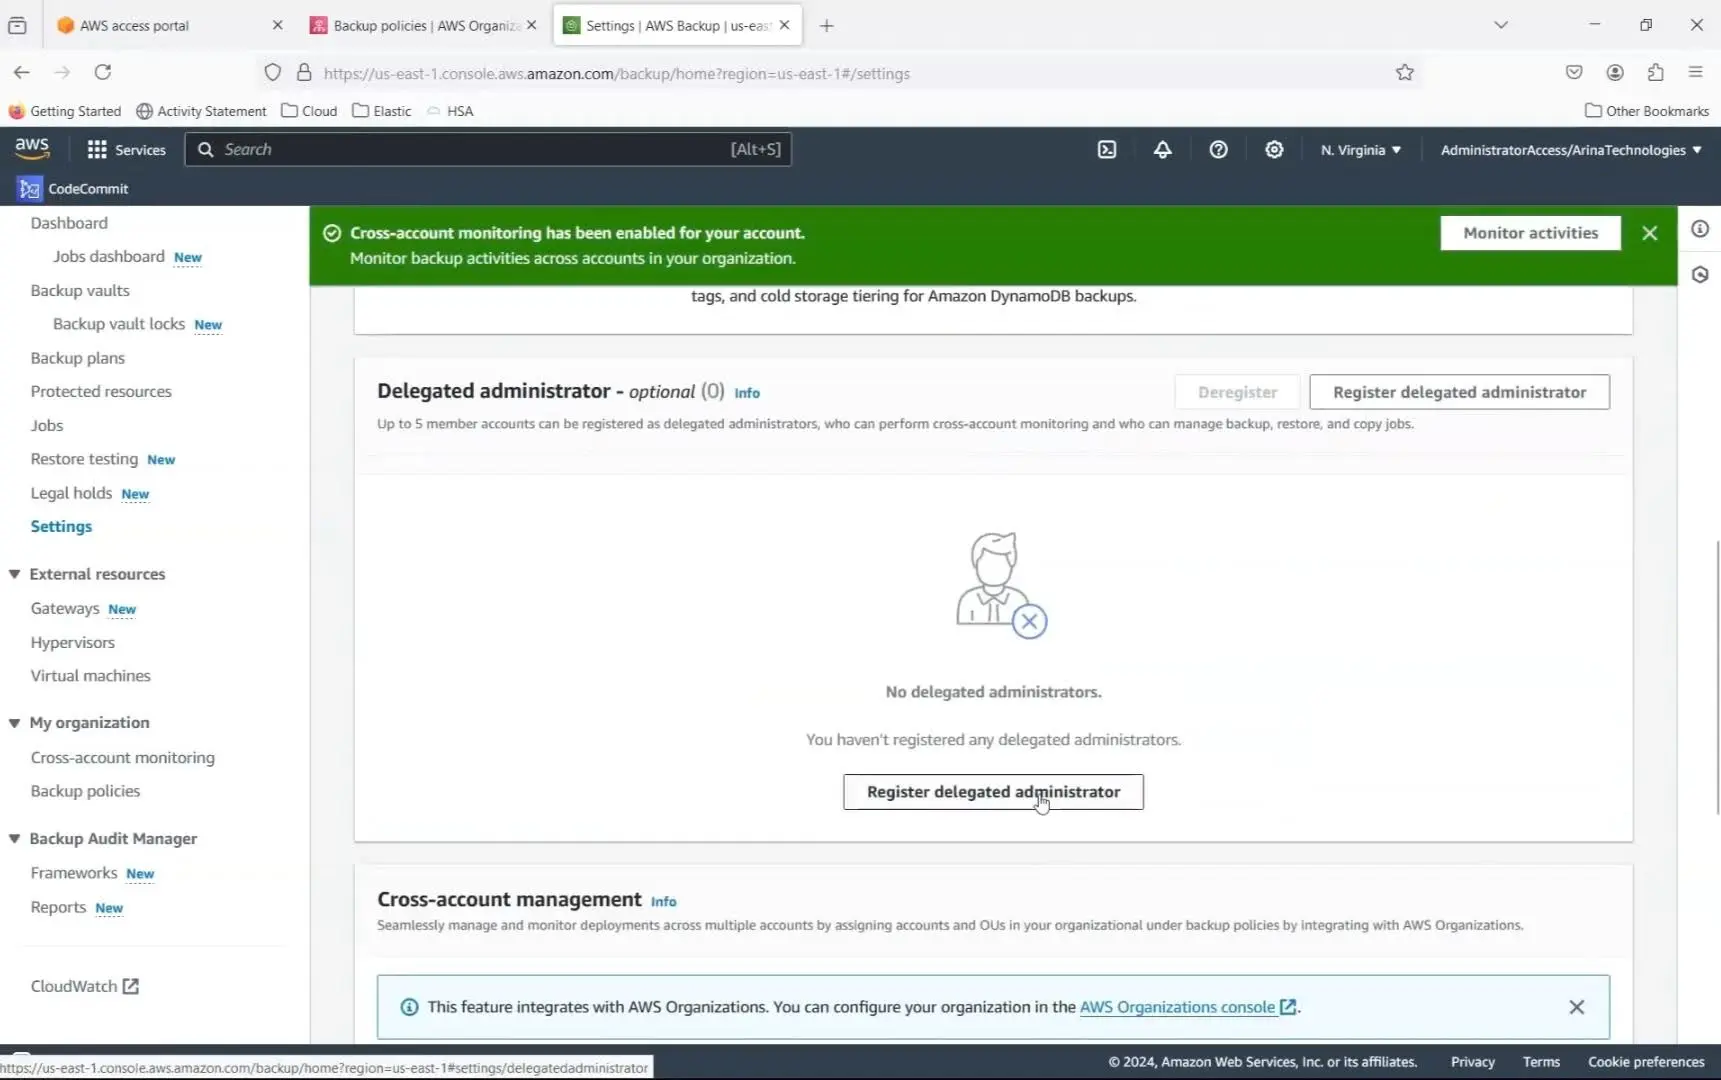 AWS access portal
Backup policies | AWS Organiza
Settings | AWS Backup | us-eas
https://us-east-1.console.aws.amazon.com/backup/home?region=us-east-1#/settings
Getting Started
Activity Statement
Cloud
Elastic
HSA
Other Bookmarks
aws
Services
Search
[Alt+S]
N. Virginia
AdministratorAccess/ArinaTechnologies
CodeCommit
Dashboard
Jobs dashboard New
Backup vaults
Backup vault locks New
Backup plans
Protected resources
Jobs
Restore testing New
Legal holds New
Settings
External resources
Gateways New
Hypervisors
Virtual machines
My organization
Cross-account monitoring
Backup policies
Backup Audit Manager
Frameworks New
Reports New
CloudWatch
Cross-account monitoring has been enabled for your account.
Monitor backup activities across accounts in your organization.
Monitor activities
tags, and cold storage tiering for Amazon DynamoDB backups.
Delegated administrator - optional (0) Info
Deregister
Register delegated administrator
Up to 5 member accounts can be registered as delegated administrators, who can perform cross-account monitoring and who can manage backup, restore, and copy jobs.
No delegated administrators.
You haven't registered any delegated administrators.
Register delegated administrator
Cross-account management Info
Seamlessly manage and monitor deployments across multiple accounts by assigning accounts and OUs in your organizational under backup policies by integrating with AWS Organizations.
This feature integrates with AWS Organizations. You can configure your organization in the AWS Organizations console.
https://us-east-1.console.aws.amazon.com/backup/home?region=us-east-1#settings/delegatedadministrator
© 2024, Amazon Web Services, Inc. or its affiliates.
Privacy
Terms
Cookie preferences